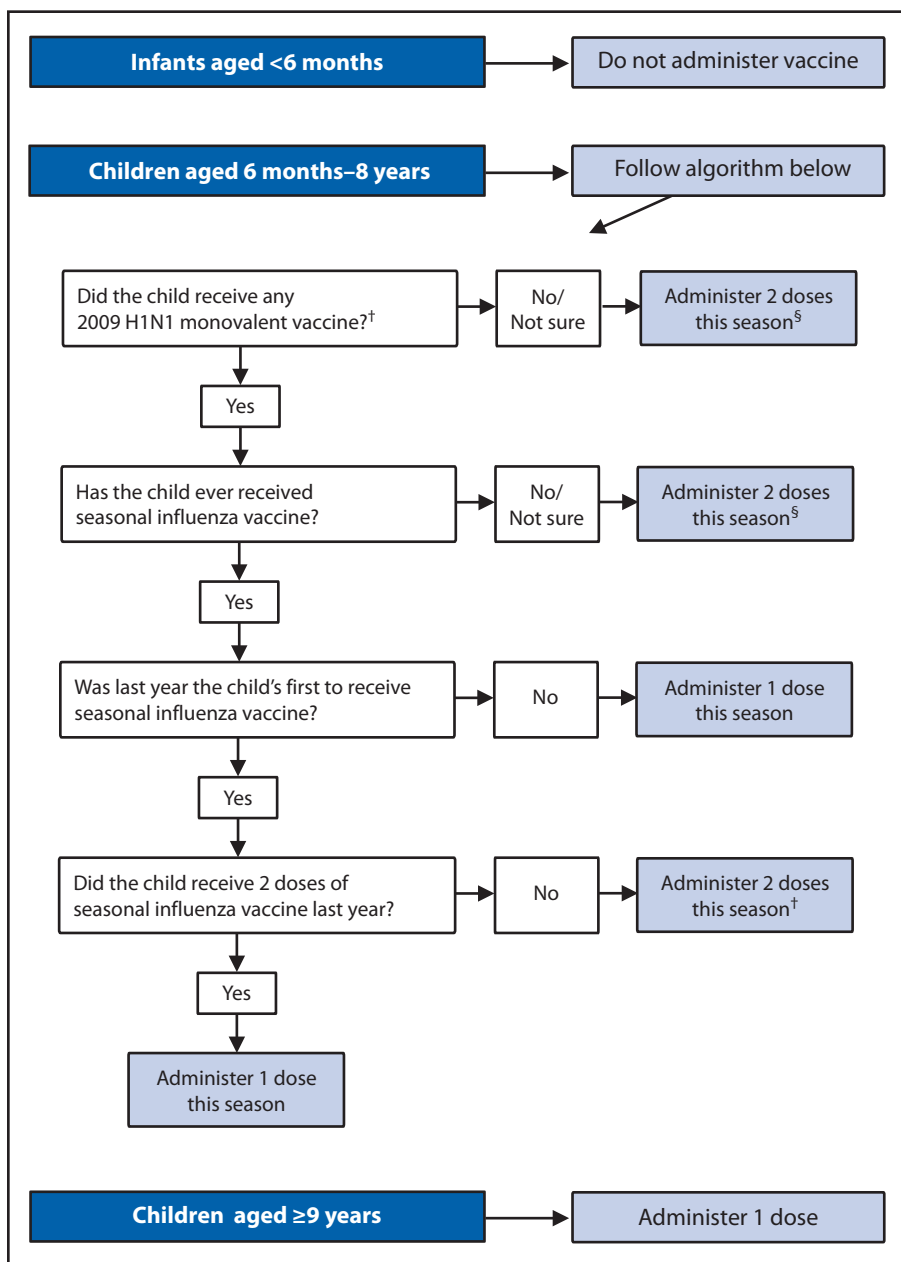 Infants aged <6 months
Do not administer vaccine
Children aged 6 months–8 years
Follow algorithm below
Did the child receive any
2009 H1N1 monovalent vaccine?†
No/
Not sure
Administer 2 doses
this season§
Yes
Has the child ever received
seasonal influenza vaccine?
No/
Not sure
Administer 2 doses
this season§
Yes
Was last year the child’s first to receive
seasonal influenza vaccine?
No
Administer 1 dose
this season
Yes
Did the child receive 2 doses of
seasonal influenza vaccine last year?
No
Administer 2 doses
this season†
Yes
Administer 1 dose
this season
Children aged ≥9 years
Administer 1 dose